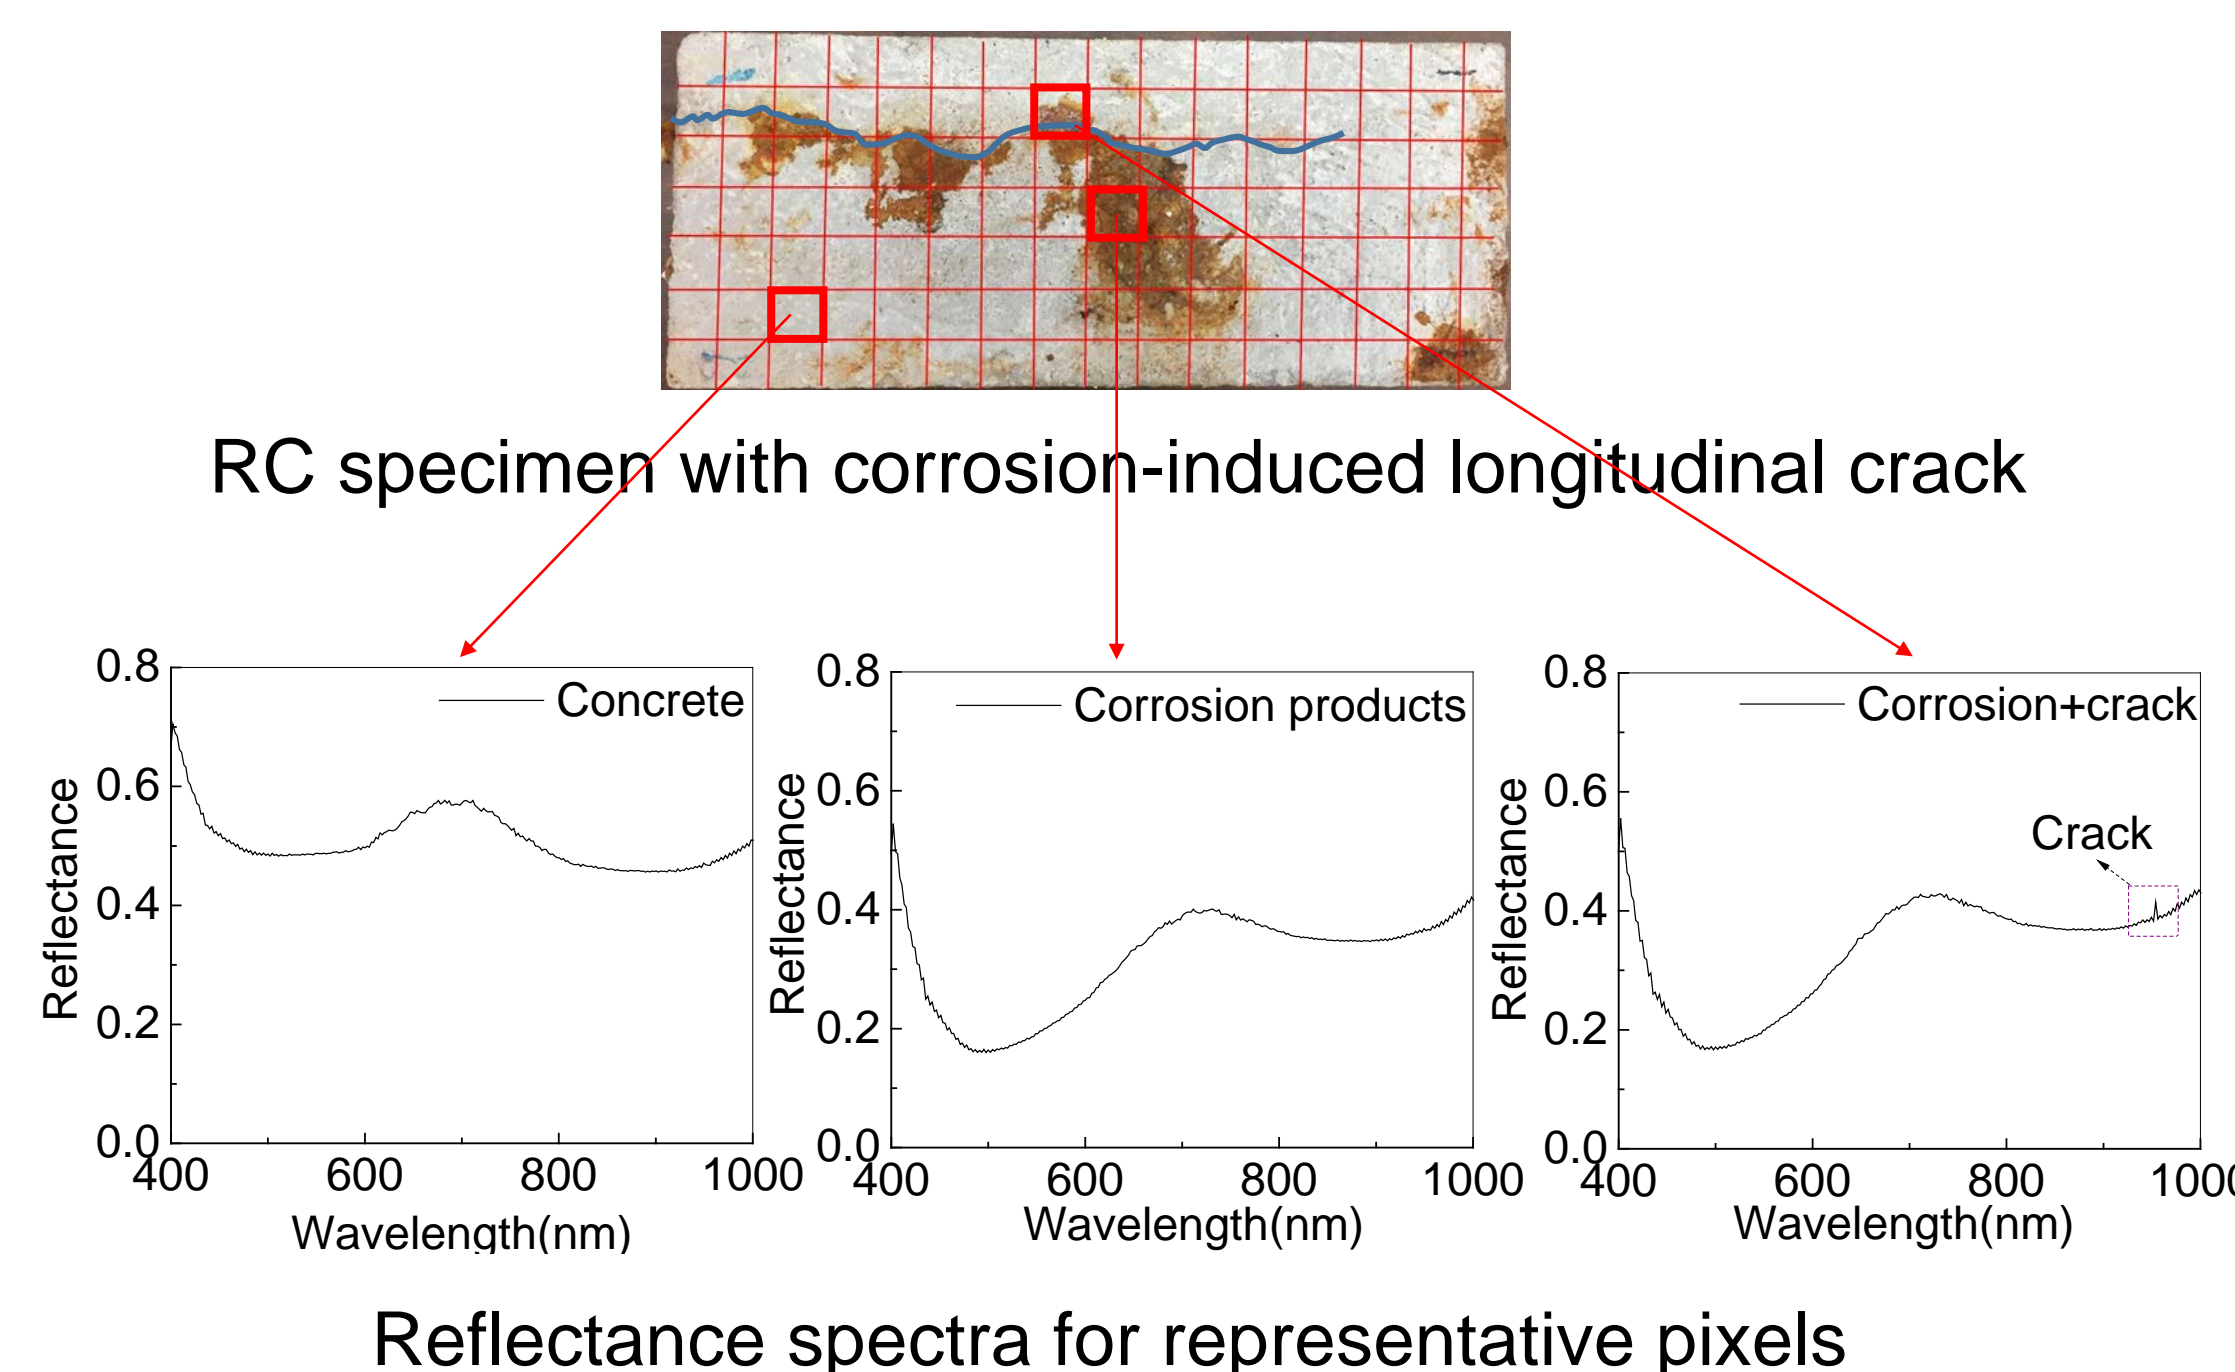 RC specimen with corrosion-induced longitudinal crack
0.8
0.6
0.4
0.2
0.0
400
600
800
1000
Reflectance
Wavelength(nm)
Concrete
0.8
0.6
0.4
0.2
0.0
400
600
800
1000
Reflectance
Wavelength(nm)
Corrosion products
0.8
0.6
0.4
0.2
0.0
400
600
800
1000
Reflectance
Wavelength(nm)
Corrosion+crack
Crack
Reflectance spectra for representative pixels